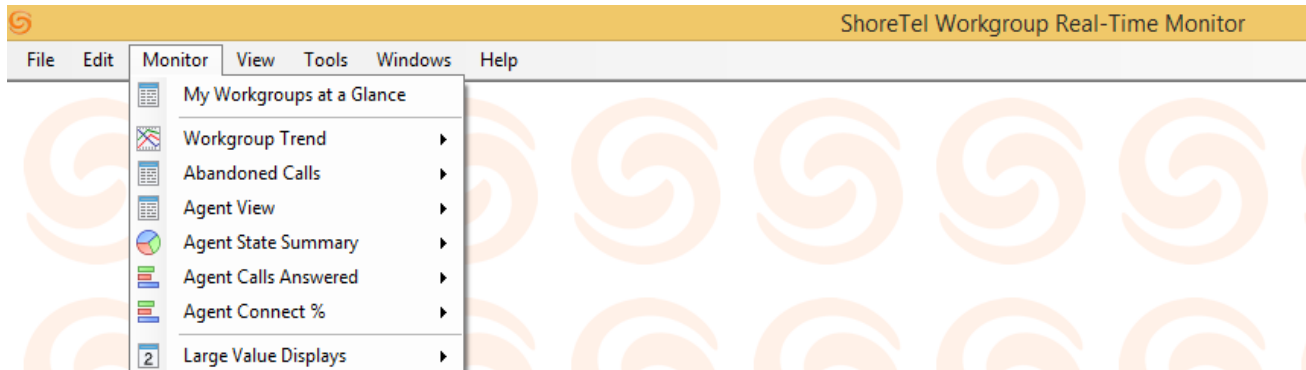 ShoreTel Workgroup Real-Time Monitor
File Edit Monitor View Tools Windows Help
My Workgroups at a Glance
Workgroup Trend
Abandoned Calls
Agent View
Agent State Summary
Agent Calls Answered
Agent Connect %
2 Large Value Displays